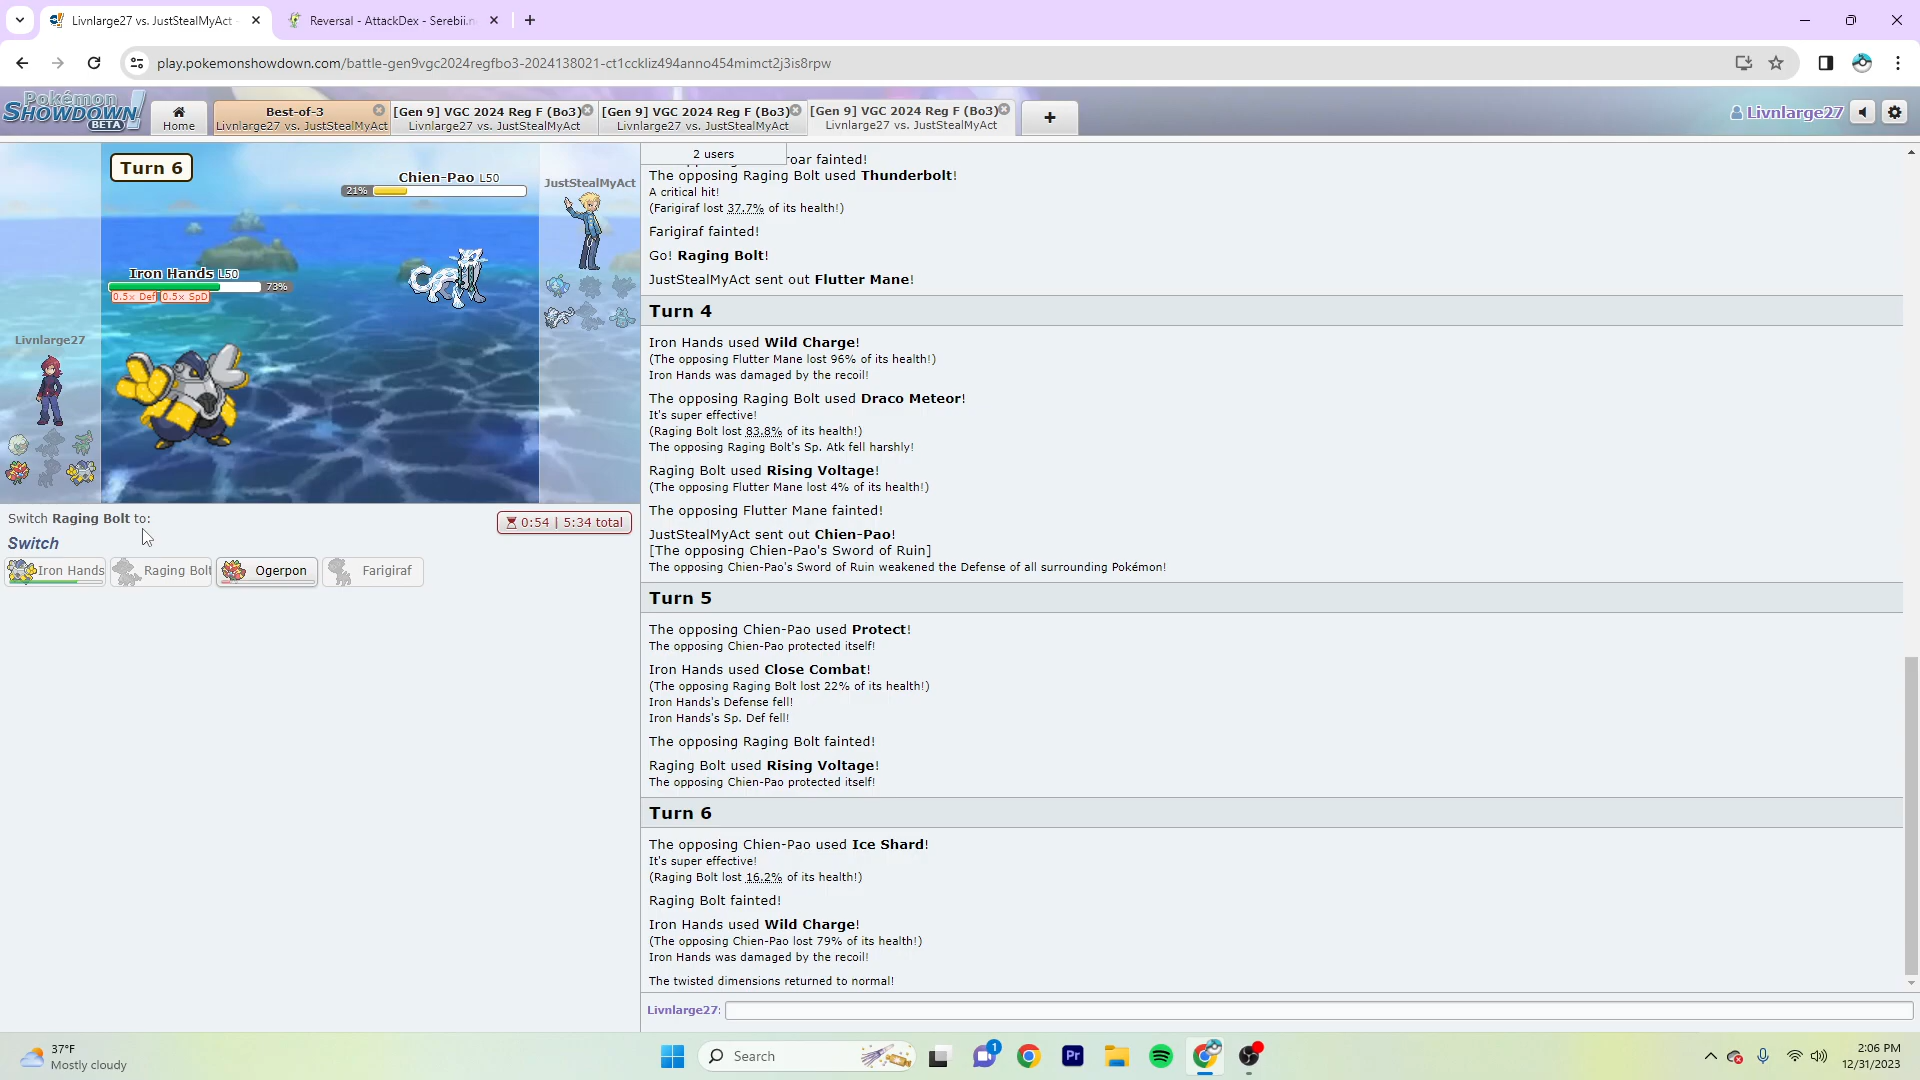 Livnlarge27 vs. JustStealMyAct -
Reversal - AttackDex - Serebii.n
play.pokemonshowdown.com/battle-gen9vgc2024regfbo3-2024138021-ct1cckliz494anno454mimct2j3is8rpw
Pokémon
SHOWDOWN!
BETA
Home
Best-of-3
Livnlarge27 vs. JustStealMyAct
[Gen 9] VGC 2024 Reg F (Bo3)
Livnlarge27 vs. JustStealMyAct
[Gen 9] VGC 2024 Reg F (Bo3)
Livnlarge27 vs. JustStealMyAct
[Gen 9] VGC 2024 Reg F (Bo3)
Livnlarge27 vs. JustStealMyAct
+
Livnlarge27
Turn 6
Chien-Pao L50
21%
JustStealMyAct
Iron Hands L50
73%
0.5× Def 0.5× SpD
Livnlarge27
Switch Raging Bolt to:
0:54 | 5:34 total
Switch
Iron Hands
Raging Bolt
Ogerpon
Farigiraf
2 users
roar fainted!
The opposing Raging Bolt used Thunderbolt!
A critical hit!
(Farigiraf lost 37.7% of its health!)
Farigiraf fainted!
Go! Raging Bolt!
JustStealMyAct sent out Flutter Mane!
Turn 4
Iron Hands used Wild Charge!
(The opposing Flutter Mane lost 96% of its health!)
Iron Hands was damaged by the recoil!
The opposing Raging Bolt used Draco Meteor!
It's super effective!
(Raging Bolt lost 83.8% of its health!)
The opposing Raging Bolt's Sp. Atk fell harshly!
Raging Bolt used Rising Voltage!
(The opposing Flutter Mane lost 4% of its health!)
The opposing Flutter Mane fainted!
JustStealMyAct sent out Chien-Pao!
[The opposing Chien-Pao's Sword of Ruin]
The opposing Chien-Pao's Sword of Ruin weakened the Defense of all surrounding Pokémon!
Turn 5
The opposing Chien-Pao used Protect!
The opposing Chien-Pao protected itself!
Iron Hands used Close Combat!
(The opposing Raging Bolt lost 22% of its health!)
Iron Hands's Defense fell!
Iron Hands's Sp. Def fell!
The opposing Raging Bolt fainted!
Raging Bolt used Rising Voltage!
The opposing Chien-Pao protected itself!
Turn 6
The opposing Chien-Pao used Ice Shard!
It's super effective!
(Raging Bolt lost 16.2% of its health!)
Raging Bolt fainted!
Iron Hands used Wild Charge!
(The opposing Chien-Pao lost 79% of its health!)
Iron Hands was damaged by the recoil!
The twisted dimensions returned to normal!
Livnlarge27:
37°F
Mostly cloudy
Search
1
Pr
2:06 PM
12/31/2023